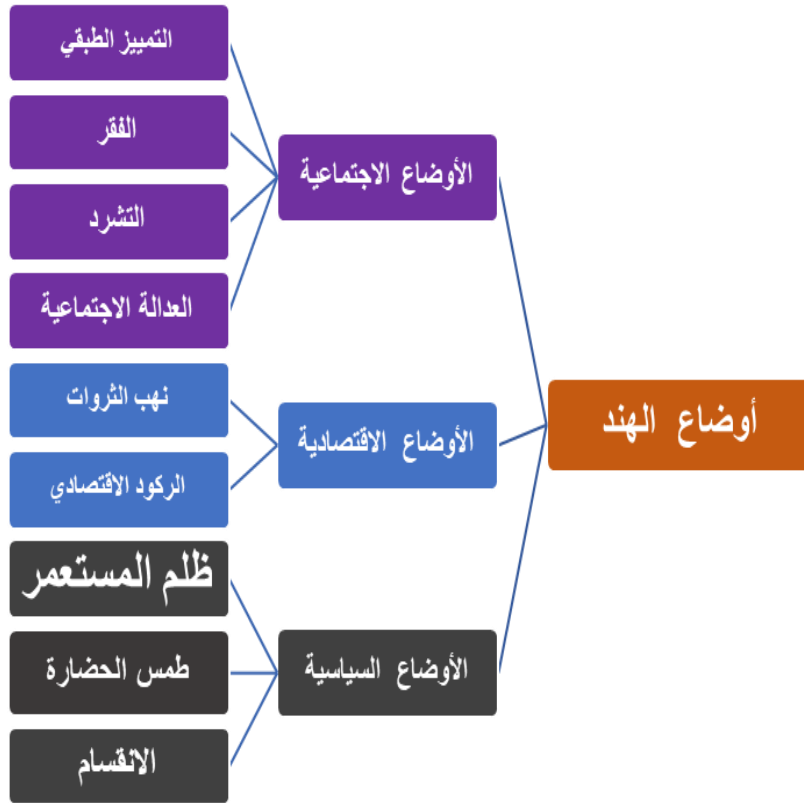 أوضاع الهند
الأوضاع الاجتماعية
التمييز الطبقي
الفقر
التشرد
العدالة الاجتماعية
الأوضاع الاقتصادية
نهب الثروات
الركود الاقتصادي
الأوضاع السياسية
ظلم المستعمر
طمس الحضارة
الانقسام